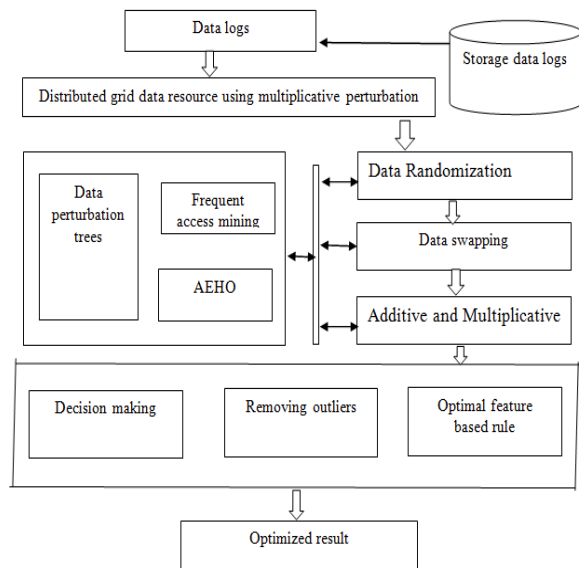 Data logs
Storage data logs
Distributed grid data resource using multiplicative perturbation
Data
perturbation
trees
Frequent
access mining
AEHO
Data Randomization
Data swapping
Additive and Multiplicative
Decision making
Removing outliers
Optimal feature
based rule
Optimized result